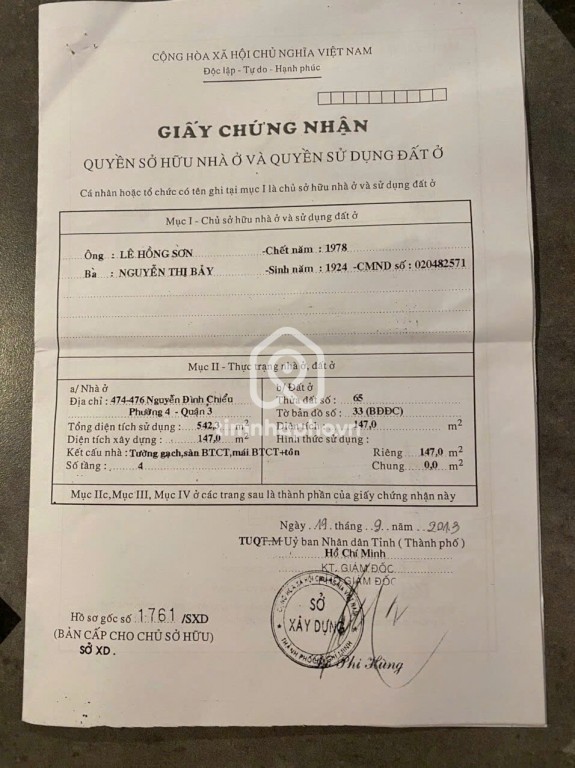 CỘNG HÒA XÃ HỘI CHỦ NGHĨA VIỆT NAM
Độc lập - Tự do - Hạnh phúc
GIẤY CHỨNG NHẬN
QUYỀN SỞ HỮU NHÀ Ở VÀ QUYỀN SỬ DỤNG ĐẤT Ở
Cá nhân hoặc tổ chức có tên ghi tại mục I là chủ sở hữu nhà ở và sử dụng đất ở
Mục I - Chủ sở hữu nhà ở và sử dụng đất ở
Ông : LÊ HỒNG SƠN -Chết năm : 1978
Bà : NGUYỄN THỊ BẢY -Sinh năm : 1924 -CMND số : 020482571
Mục II - Thực trạng nhà ở, đất ở
a/ Nhà ở b/ Đất ở
Địa chỉ : 474-476 Nguyễn Đình Chiểu Thửa đất số : 65
Phường 4 - Quận 3 Tờ bản đồ số : 33 (BĐĐC)
Tổng diện tích sử dụng : 542, m2 Diện tích : 147,0 m2
Diện tích xây dựng : 147,0 m2 Hình thức sử dụng :
Kết cấu nhà : Tường gạch,sàn BTCT,mái BTCT+tôn Riêng 147,0 m2
Số tầng : 4 Chung 0,0 m2
timnhapho.vn
Mục IIc,Mục III, Mục IV ở các trang sau là thành phần của giấy chứng nhận này
Ngày 19 tháng 9 năm 2013
TUQT.M Uỷ ban Nhân dân Tỉnh ( Thành phố )
Hồ Chí Minh
KT. GIÁM ĐỐC
GIÁM ĐỐC
Hồ sơ gốc số 1761 /SXD
(BẢN CẤP CHO CHỦ SỞ HỮU)
SỞ XD.
SỞ
XÂY DỰNG
THÀNH PHỐ HỒ CHÍ MINH
Phi Hùng